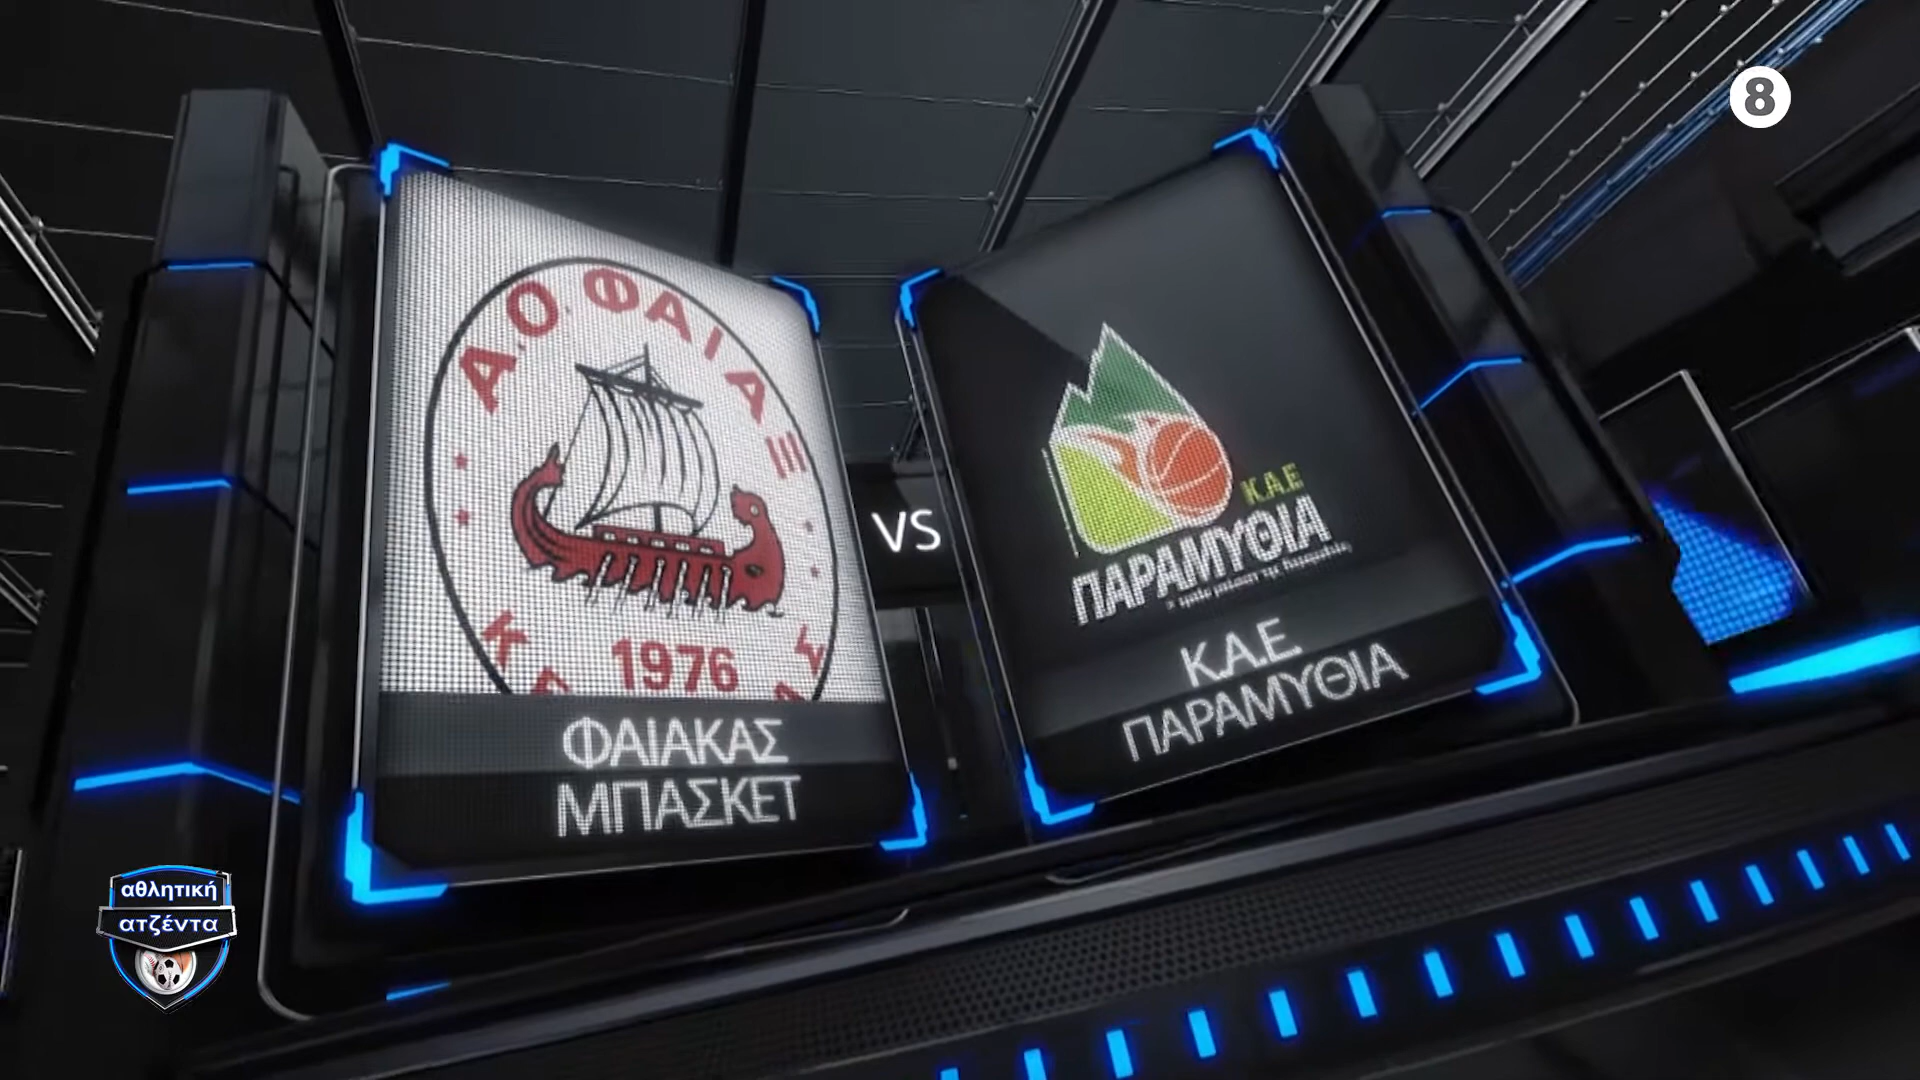 8
Α.Ο. ΦΑΙΑΞ
1976
ΦΑΙΑΚΑΣ
ΜΠΑΣΚΕΤ
VS
Κ.Α.Ε
ΠΑΡΑΜΥΘΙΑ
Κ.Α.Ε.
ΠΑΡΑΜΥΘΙΑ
αθλητική
ατζέντα